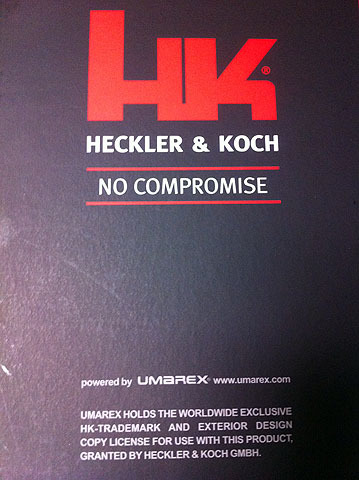 HK®
HECKLER & KOCH
NO COMPROMISE
powered by UMAREX® www.umarex.com
UMAREX HOLDS THE WORLDWIDE EXCLUSIVE
HK-TRADEMARK AND EXTERIOR DESIGN
COPY LICENSE FOR USE WITH THIS PRODUCT,
GRANTED BY HECKLER & KOCH GMBH.